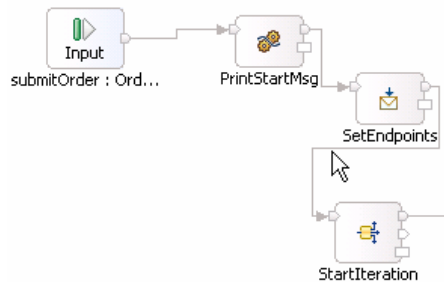 Input
submitOrder : Ord...
PrintStartMsg
SetEndpoints
StartIteration